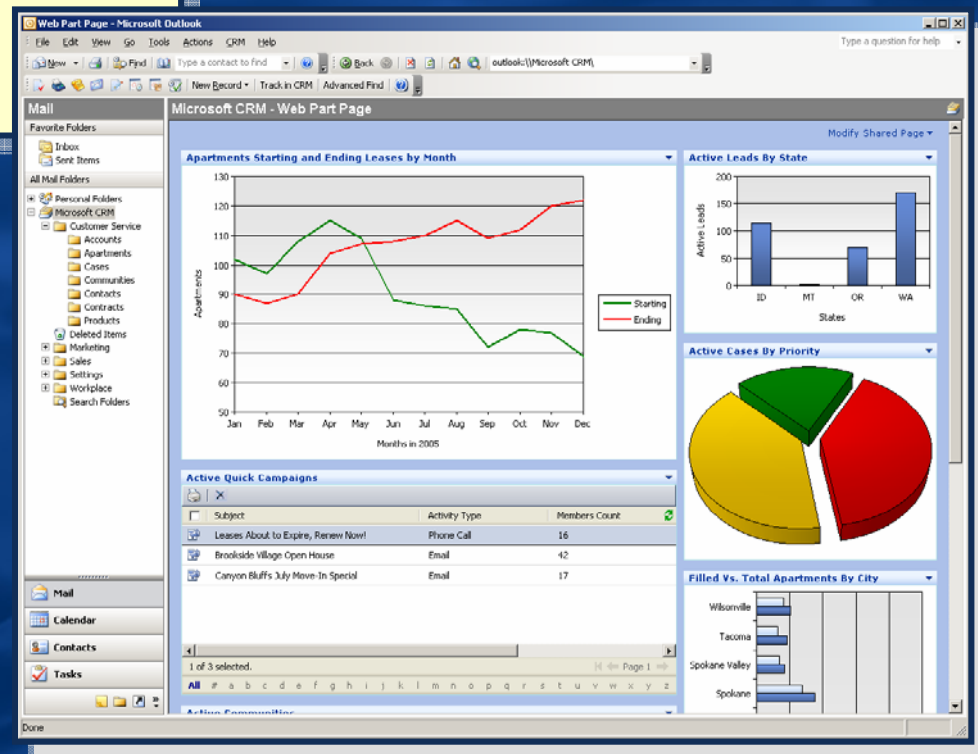 Web Part Page - Microsoft Outlook
File Edit View Go Tools Actions CRM Help
Type a question for help
New Find Type a contact to find Back outlook:\\Microsoft CRM\
New Record Track in CRM Advanced Find
Mail
Microsoft CRM - Web Part Page
Favorite Folders
Inbox
Sent Items
All Mail Folders
Personal Folders
Microsoft CRM
Customer Service
Accounts
Apartments
Cases
Communities
Contacts
Contracts
Products
Deleted Items
Marketing
Sales
Settings
Workplace
Search Folders
Mail
Calendar
Contacts
Tasks
Modify Shared Page
Apartments Starting and Ending Leases by Month
130
120
110
100
90
80
70
60
50
Apartments
Jan Feb Mar Apr May Jun Jul Aug Sep Oct Nov Dec
Months in 2005
Starting
Ending
Active Quick Campaigns
Subject Activity Type Members Count
Leases About to Expire, Renew Now! Phone Call 16
Brookside Village Open House Email 42
Canyon Bluffs July Move-In Special Email 17
1 of 3 selected. Page 1
All # a b c d e f g h i j k l m n o p q r s t u v w x y z
Active Communities
Active Leads By State
200
150
100
50
0
Active Leads
ID MT OR WA
States
Active Cases By Priority
Filled Vs. Total Apartments By City
Wilsonville
Tacoma
Spokane Valley
Spokane
Done